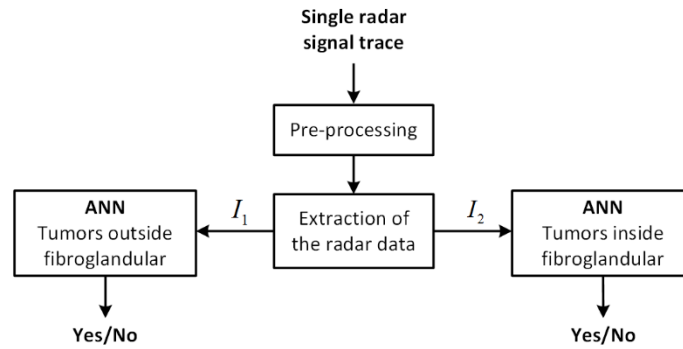 Single radar
signal trace
Pre-processing
ANN
Tumors outside
fibroglandular
I₁
Extraction of
the radar data
I₂
ANN
Tumors inside
fibroglandular
Yes/No
Yes/No